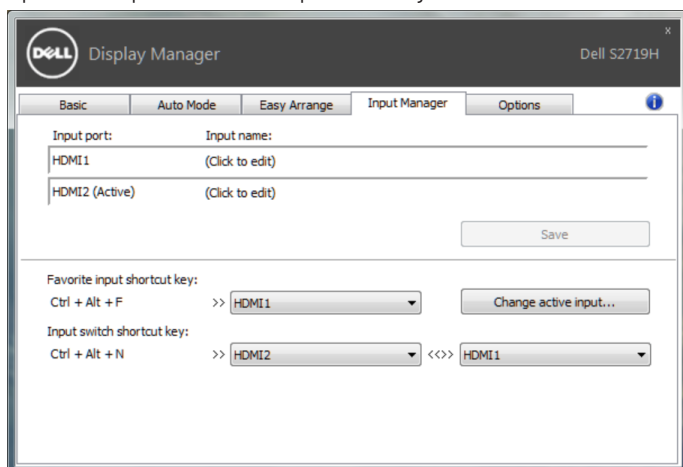 DELL Display Manager Dell S2719H
x
Basic Auto Mode Easy Arrange Input Manager Options
Input port: Input name:
HDMI1 (Click to edit)
HDMI2 (Active) (Click to edit)
Save
Favorite input shortcut key:
Ctrl + Alt + F >> HDMI1 Change active input...
Input switch shortcut key:
Ctrl + Alt + N >> HDMI2 <<>> HDMI1